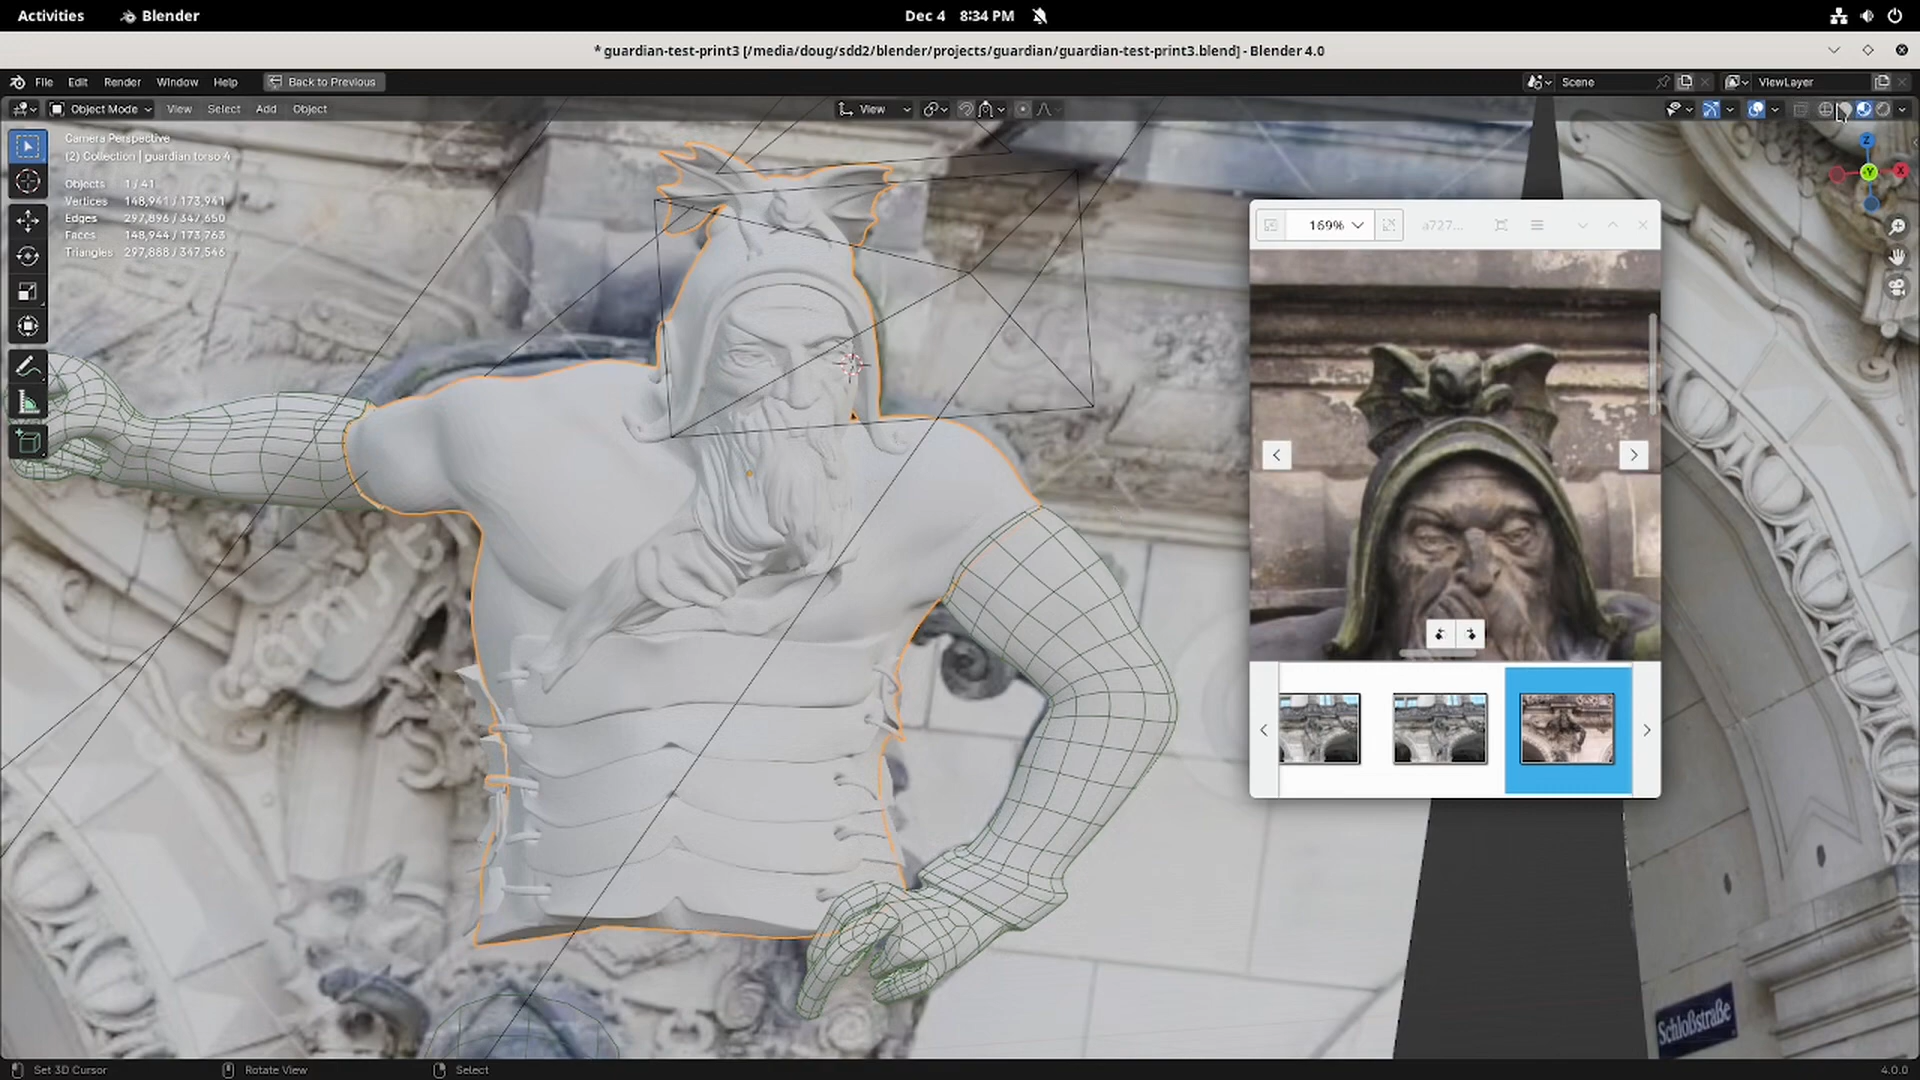 Activities Blender Dec 4 8:34 PM
* guardian-test-print3 [/media/doug/sdd2/blender/projects/guardian/guardian-test-print3.blend] - Blender 4.0
File Edit Render Window Help Back to Previous Scene ViewLayer
Object Mode View Select Add Object View
Camera Perspective
(2) Collection | guardian torso 4
Objects 1 / 41
Vertices 148,941 / 173,941
Edges 297,896 / 347,650
Faces 148,944 / 173,763
Triangles 297,888 / 347,546
Z
Y
X
169% a727...
Schloßstraße
Set 3D Cursor Rotate View Select 4.0.0